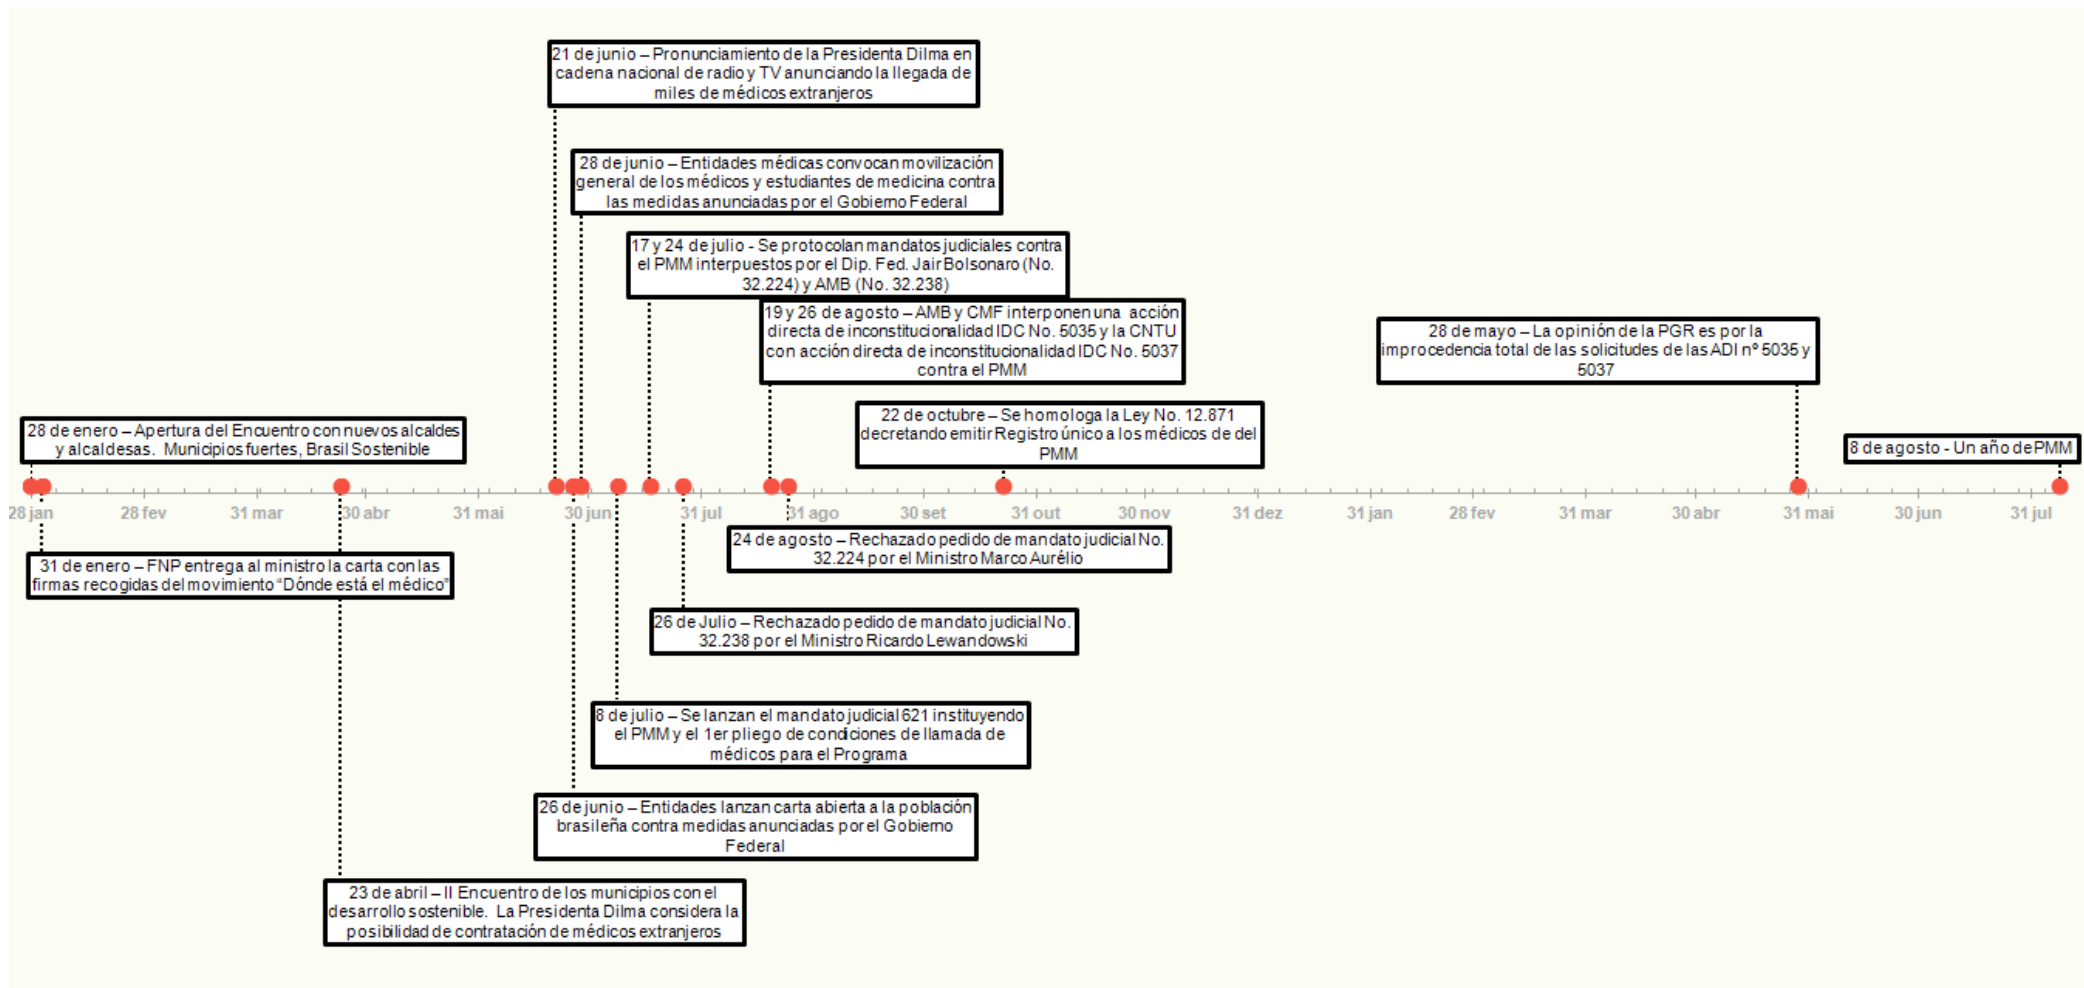 21 de junio – Pronunciamiento de la Presidenta Dilma en
cadena nacional de radio y TV anunciando la llegada de
miles de médicos extranjeros
28 de junio – Entidades médicas convocan movilización
general de los médicos y estudiantes de medicina contra
las medidas anunciadas por el Gobierno Federal
17 y 24 de julio - Se protocolan mandatos judiciales contra
el PMM interpuestos por el Dip. Fed. Jair Bolsonaro (No.
32.224) y AMB (No. 32.238)
19 y 26 de agosto – AMB y CMF interponen una acción
directa de inconstitucionalidad IDC No. 5035 y la CNTU
con acción directa de inconstitucionalidad IDC No. 5037
contra el PMM
28 de mayo – La opinión de la PGR es por la
improcedencia total de las solicitudes de las ADI nº 5035 y
5037
22 de octubre – Se homologa la Ley No. 12.871
decretando emitir Registro único a los médicos de del
PMM
28 de enero – Apertura del Encuentro con nuevos alcaldes
y alcaldesas. Municipios fuertes, Brasil Sostenible
8 de agosto - Un año de PMM
28 jan 28 fev 31 mar 30 abr 31 mai 30 jun 31 jul 31 ago 30 set 31 out 30 nov 31 dez 31 jan 28 fev 31 mar 30 abr 31 mai 30 jun 31 jul
24 de agosto – Rechazado pedido de mandato judicial No.
32.224 por el Ministro Marco Aurélio
31 de enero – FNP entrega al ministro la carta con las
firmas recogidas del movimiento “Dónde está el médico”
26 de Julio – Rechazado pedido de mandato judicial No.
32.238 por el Ministro Ricardo Lewandowski
8 de julio – Se lanzan el mandato judicial 621 instituyendo
el PMM y el 1er pliego de condiciones de llamada de
médicos para el Programa
26 de junio – Entidades lanzan carta abierta a la población
brasileña contra medidas anunciadas por el Gobierno
Federal
23 de abril – II Encuentro de los municipios con el
desarrollo sostenible. La Presidenta Dilma considera la
posibilidad de contratación de médicos extranjeros